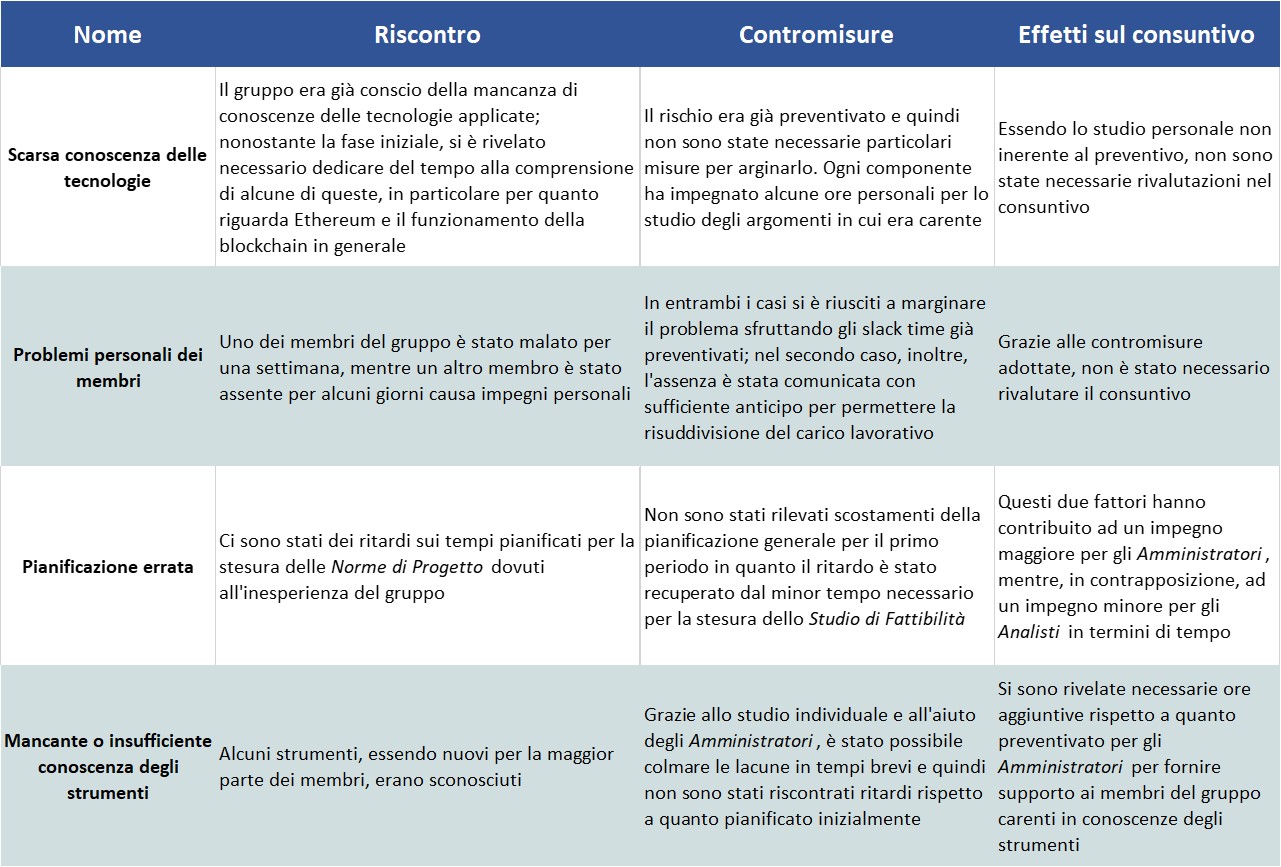 Nome
Riscontro
Contromisure
Effetti sul consuntivo
Scarsa conoscenza delle
tecnologie
Il gruppo era già conscio della mancanza di
conoscenze delle tecnologie applicate;
nonostante la fase iniziale, si è rivelato
necessario dedicare del tempo alla comprensione
di alcune di queste, in particolare per quanto
riguarda Ethereum e il funzionamento della
blockchain in generale
Il rischio era già preventivato e quindi
non sono state necessarie particolari
misure per arginarlo. Ogni componente
ha impegnato alcune ore personali per lo
studio degli argomenti in cui era carente
Essendo lo studio personale non
inerente al preventivo, non sono
state necessarie rivalutazioni nel
consuntivo
Problemi personali dei
membri
Uno dei membri del gruppo è stato malato per
una settimana, mentre un altro membro è stato
assente per alcuni giorni causa impegni personali
In entrambi i casi si è riusciti a marginare
il problema sfruttando gli slack time già
preventivati; nel secondo caso, inoltre,
l'assenza è stata comunicata con
sufficiente anticipo per permettere la
risuddivisione del carico lavorativo
Grazie alle contromisure
adottate, non è stato necessario
rivalutare il consuntivo
Pianificazione errata
Ci sono stati dei ritardi sui tempi pianificati per la
stesura delle Norme di Progetto dovuti
all'inesperienza del gruppo
Non sono stati rilevati scostamenti della
pianificazione generale per il primo
periodo in quanto il ritardo è stato
recuperato dal minor tempo necessario
per la stesura dello Studio di Fattibilità
Questi due fattori hanno
contribuito ad un impegno
maggiore per gli Amministratori,
mentre, in contrapposizione, ad
un impegno minore per gli
Analisti in termini di tempo
Mancante o insufficiente
conoscenza degli
strumenti
Alcuni strumenti, essendo nuovi per la maggior
parte dei membri, erano sconosciuti
Grazie allo studio individuale e all'aiuto
degli Amministratori, è stato possibile
colmare le lacune in tempi brevi e quindi
non sono stati riscontrati ritardi rispetto
a quanto pianificato inizialmente
Si sono rivelate necessarie ore
aggiuntive rispetto a quanto
preventivato per gli
Amministratori per fornire
supporto ai membri del gruppo
carenti in conoscenze degli
strumenti